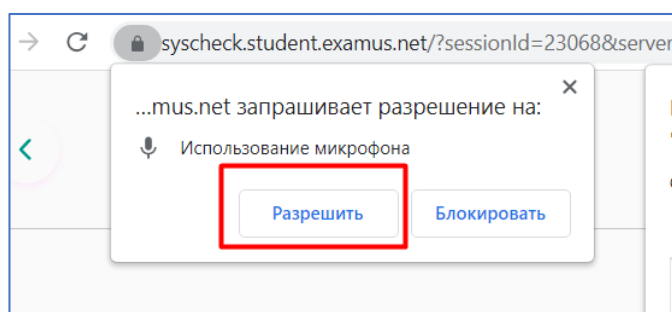 syscheck.student.examus.net/?sessionId=23068&server
...mus.net запрашивает разрешение на:
Использование микрофона
Разрешить
Блокировать